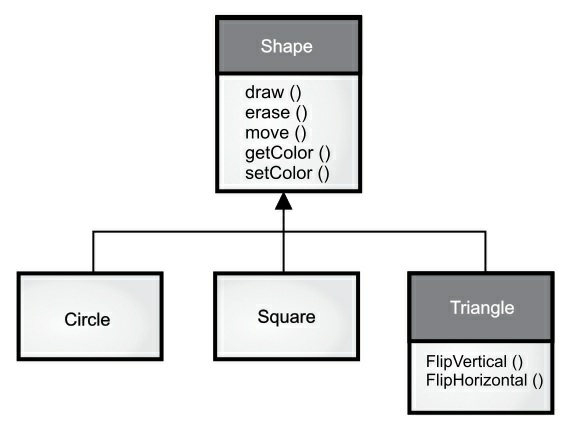 Shape
draw ()
erase ()
move ()
getColor ()
setColor ()
Circle
Square
Triangle
FlipVertical ()
FlipHorizontal ()